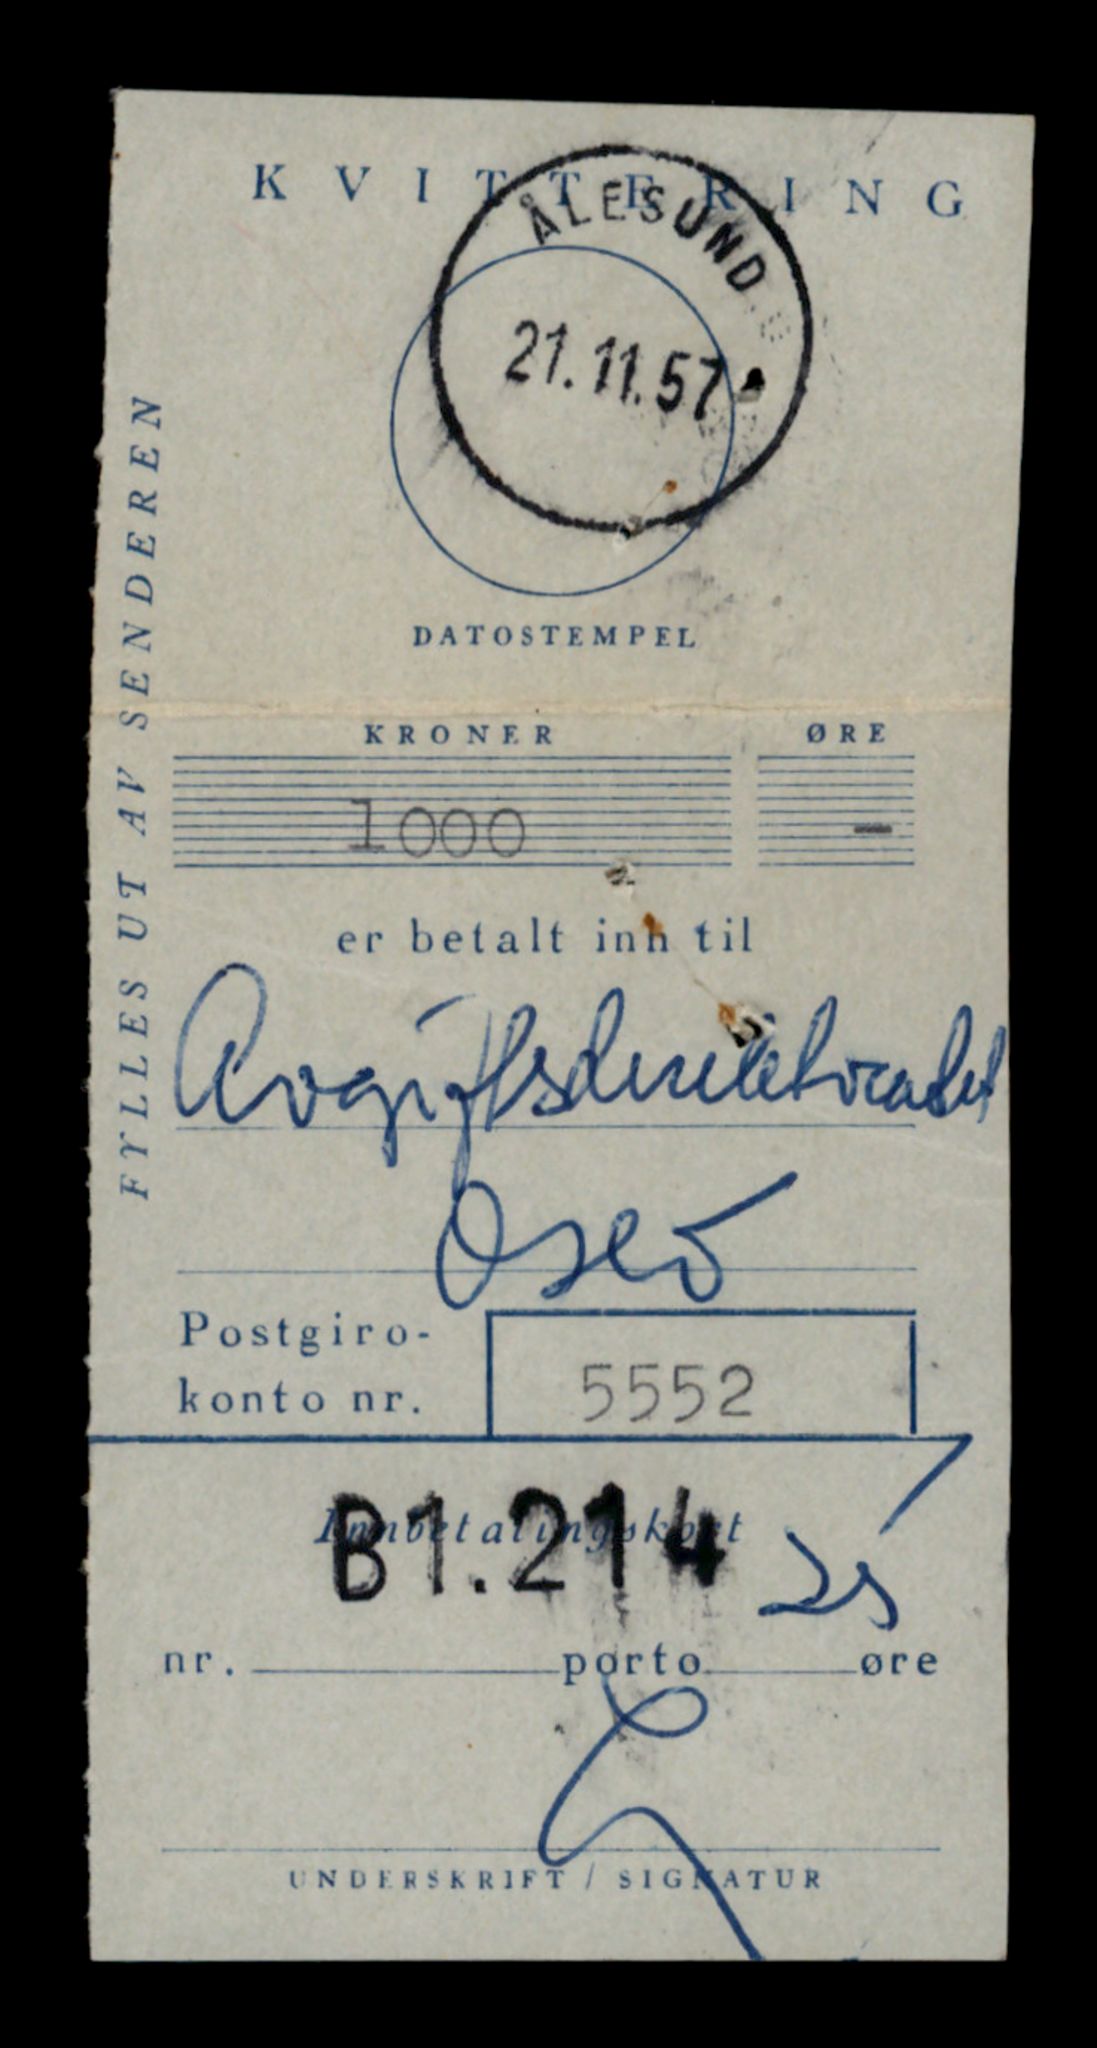 KVITTERING
ÅLESUND
21.11.57
DATOSTEMPEL
FYLLES UT AV SENDEREN
KRONER ØRE
1000 -
er betalt inn til
Avgiftsdirektoratet
Oslo
Postgiro-
konto nr. 5552
Innbetalingskort
B1.214 25
nr. porto øre
UNDERSKRIFT / SIGNATUR